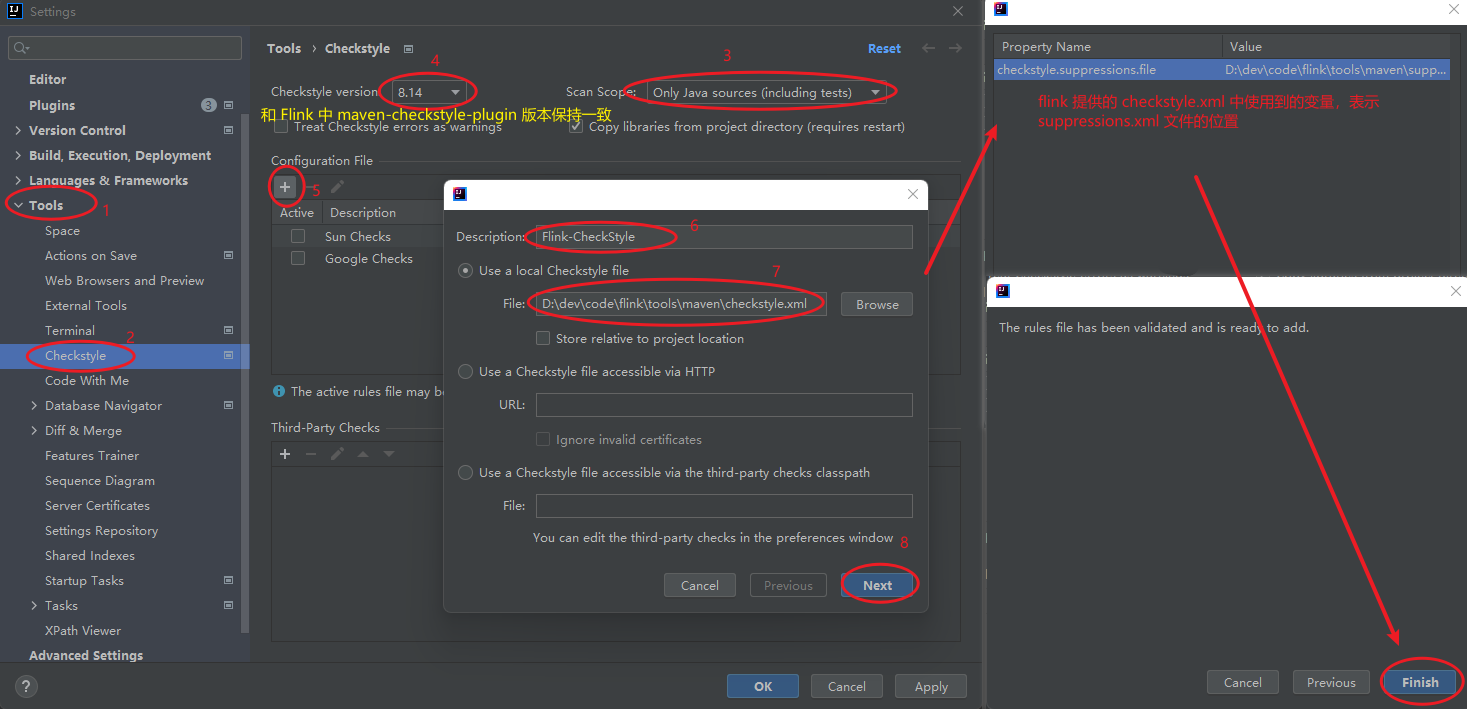 Settings
Editor
Plugins
3
Version Control
Build, Execution, Deployment
Languages & Frameworks
Tools
1
Space
Actions on Save
Web Browsers and Preview
External Tools
Terminal
2
Checkstyle
Code With Me
Database Navigator
Diff & Merge
Features Trainer
Sequence Diagram
Server Certificates
Settings Repository
Shared Indexes
Startup Tasks
Tasks
XPath Viewer
Advanced Settings
?
Tools › Checkstyle
Reset
4
3
Checkstyle version: 8.14
Scan Scope: Only Java sources (including tests)
和 Flink 中 maven-checkstyle-plugin 版本保持一致
Treat Checkstyle errors as warnings
Copy libraries from project directory (requires restart)
Configuration File
5
Active Description
Sun Checks
Google Checks
The active rules file may b
Third-Party Checks
OK
Cancel
Apply
6
Description: Flink-CheckStyle
Use a local Checkstyle file
7
File: D:\dev\code\flink\tools\maven\checkstyle.xml
Browse
Store relative to project location
Use a Checkstyle file accessible via HTTP
URL:
Ignore invalid certificates
Use a Checkstyle file accessible via the third-party checks classpath
File:
You can edit the third-party checks in the preferences window
8
Cancel
Previous
Next
Property Name Value
checkstyle.suppressions.file D:\dev\code\flink\tools\maven\supp...
flink 提供的 checkstyle.xml 中使用到的变量，表示
suppressions.xml 文件的位置
The rules file has been validated and is ready to add.
Cancel
Previous
Finish